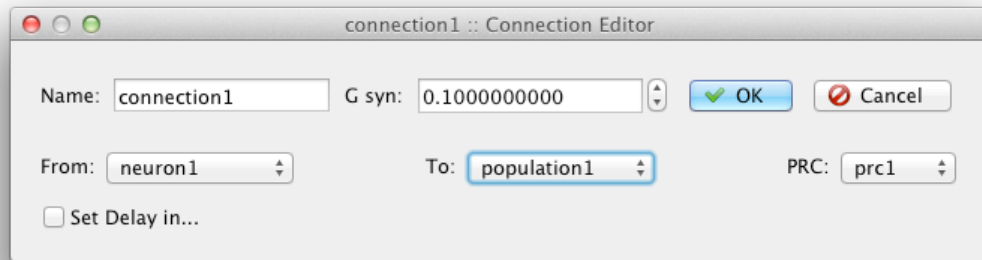 connection1 :: Connection Editor
Name: connection1 G syn: 0.1000000000 OK Cancel
From: neuron1 To: population1 PRC: prc1
Set Delay in...